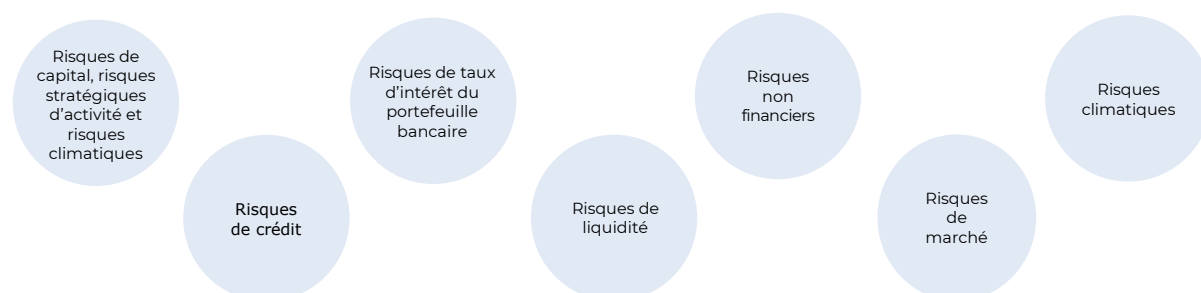 Risques de
capital, risques
stratégiques
d'activité et
risques
climatiques
Risques
de crédit
Risques de taux
d'intérêt du
portefeuille
bancaire
Risques de
liquidité
Risques
non
financiers
Risques
de
marché
Risques
climatiques